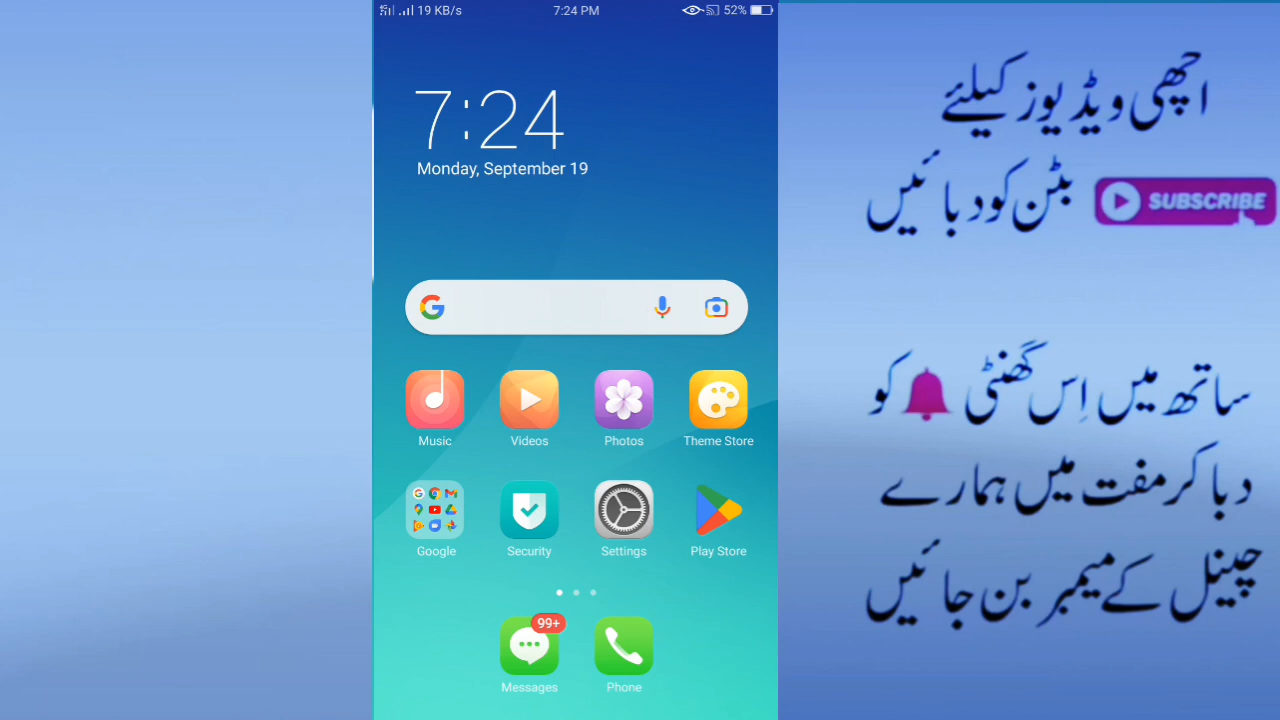 19 KB/s
7:24 PM
52%
7:24
Monday, September 19
Music
Videos
Photos
Theme Store
Google
Security
Settings
Play Store
99+
Messages
Phone
اچھی ویڈیوز کیلئے
SUBSCRIBE بٹن کو دبائیں
ساتھ میں اِس گھنٹی کو
دبا کر مفت میں ہمارے
چینل کے میمبر بن جائیں